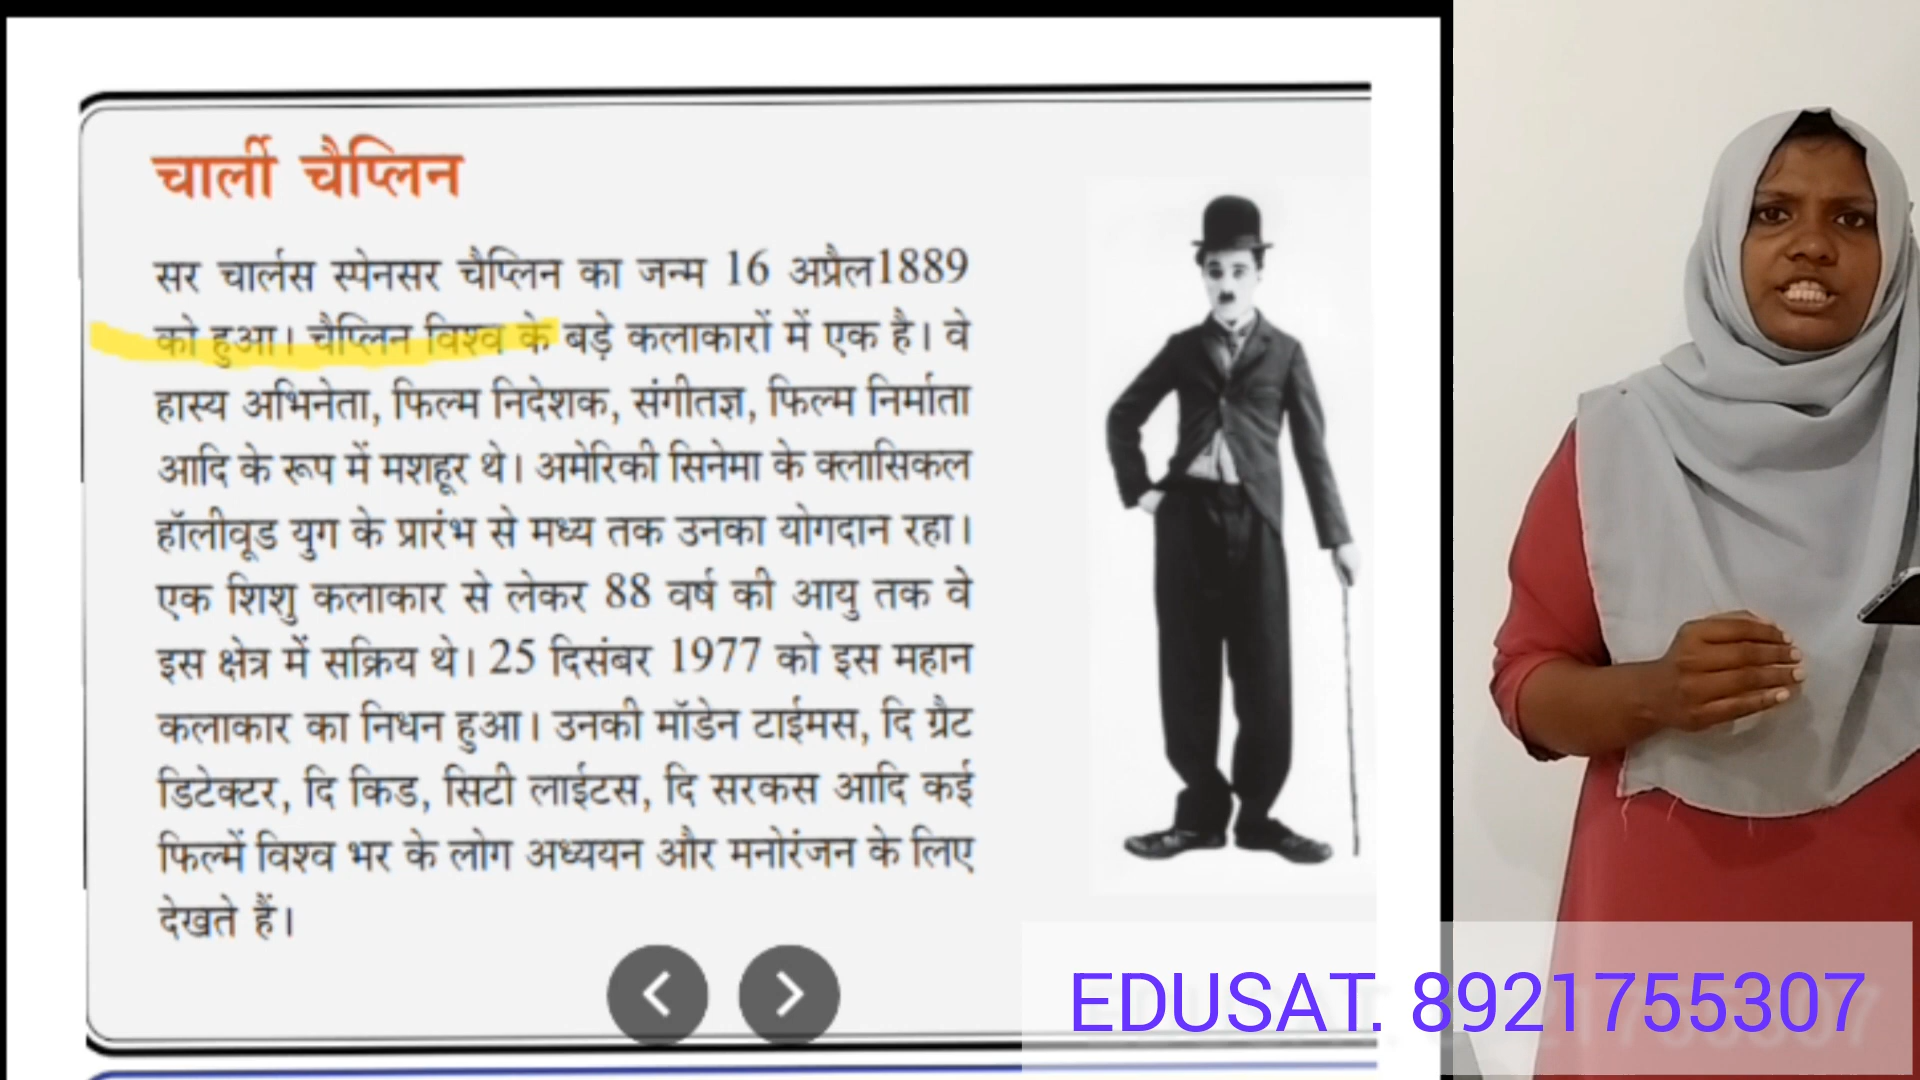 चार्ली चैप्लिन
सर चार्लस स्पेनसर चैप्लिन का जन्म 16 अप्रैल1889
को हुआ। चैप्लिन विश्व के बड़े कलाकारों में एक है। वे
हास्य अभिनेता, फिल्म निदेशक, संगीतज्ञ, फिल्म निर्माता
आदि के रूप में मशहूर थे। अमेरिकी सिनेमा के क्लासिकल
हॉलीवूड युग के प्रारंभ से मध्य तक उनका योगदान रहा।
एक शिशु कलाकार से लेकर 88 वर्ष की आयु तक वे
इस क्षेत्र में सक्रिय थे। 25 दिसंबर 1977 को इस महान
कलाकार का निधन हुआ। उनकी मॉडेन टाईमस, दि ग्रैट
डिटेक्टर, दि किड, सिटी लाईटस, दि सरकस आदि कई
फिल्में विश्व भर के लोग अध्ययन और मनोरंजन के लिए
देखते हैं।
EDUSAT. 8921755307